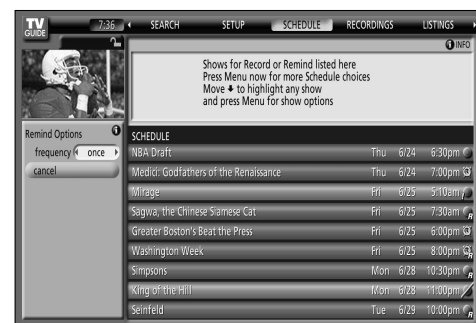 TV GUIDE 7:36 SEARCH SETUP SCHEDULE RECORDINGS LISTINGS
INFO
Shows for Record or Remind listed here
Press Menu now for more Schedule choices
Move to highlight any show
and press Menu for show options
Remind Options
frequency once
cancel
SCHEDULE
NBA Draft Thu 6/24 6:30pm
Medici: Godfathers of the Renaissance Thu 6/24 7:00pm
Mirage Fri 6/25 5:10am
Sagwa, the Chinese Siamese Cat Fri 6/25 7:30am R
Greater Boston's Beat the Press Fri 6/25 6:00pm
Washington Week Fri 6/25 8:00pm R
Simpsons Mon 6/28 10:30pm R
King of the Hill Mon 6/28 11:00pm
Seinfeld Tue 6/29 10:00pm R